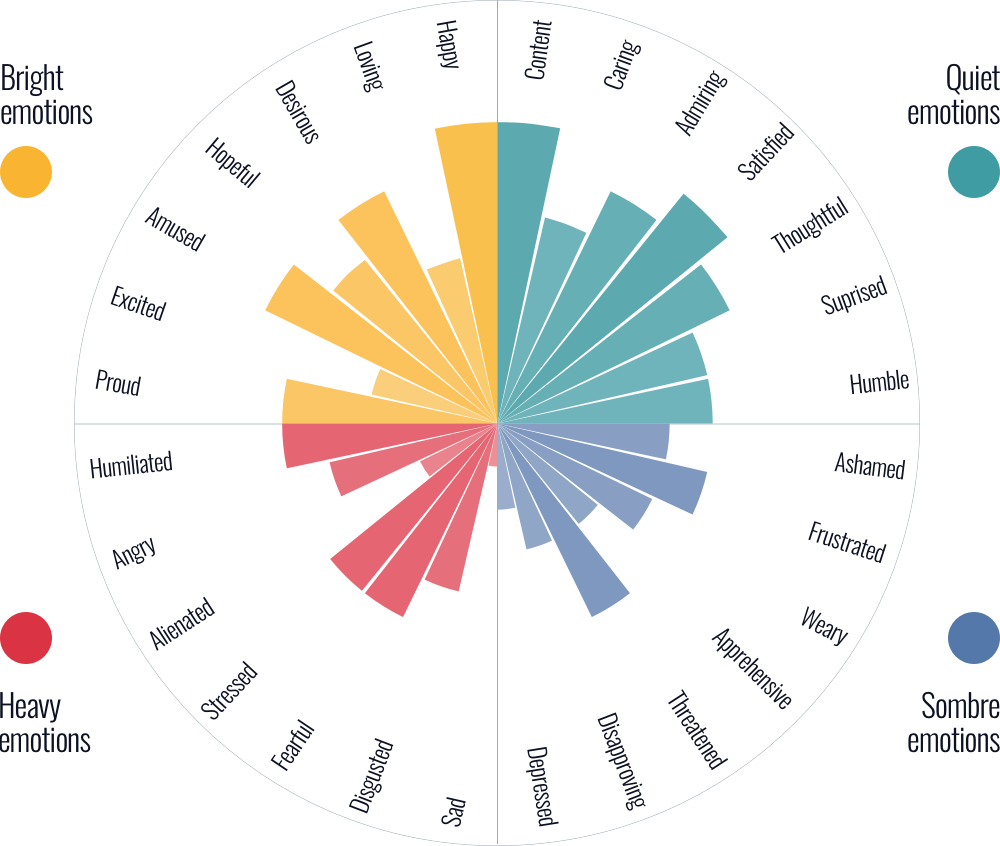 Bright
emotions
Quiet
emotions
Happy
Loving
Desirous
Hopeful
Amused
Excited
Proud
Content
Caring
Admiring
Satisfied
Thoughtful
Suprised
Humble
Humiliated
Angry
Alienated
Stressed
Fearful
Disgusted
Sad
Ashamed
Frustrated
Weary
Apprehensive
Threatened
Disapproving
Depressed
Heavy
emotions
Sombre
emotions